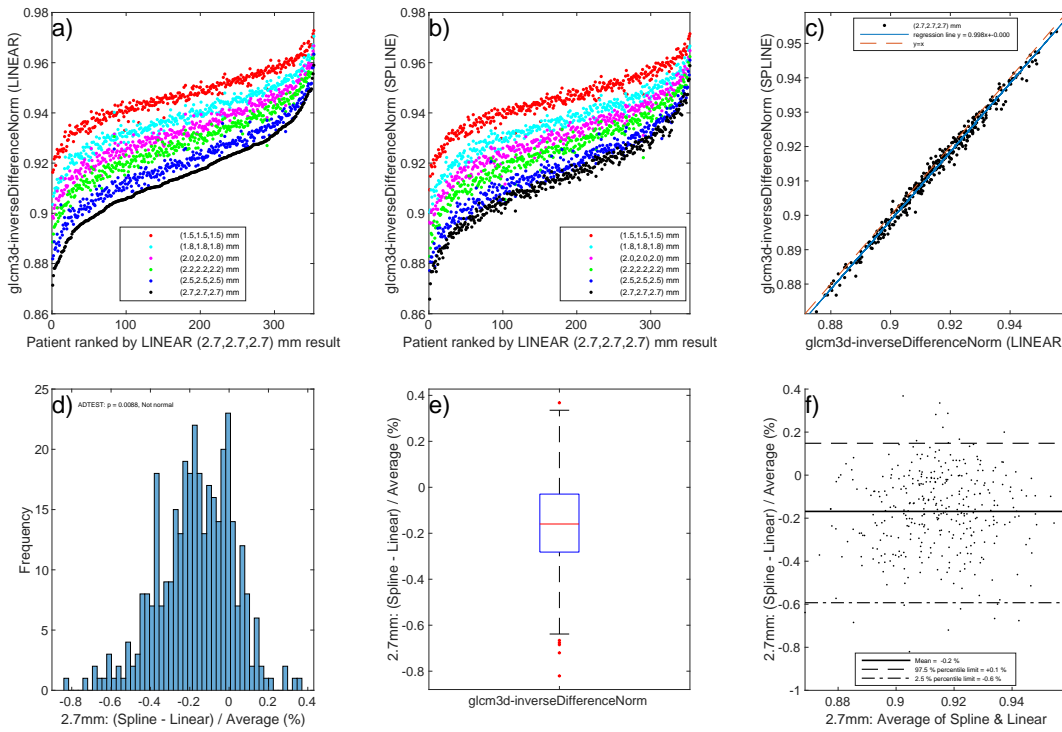 a)
glcm3d-inverseDifferenceNorm (LINEAR)
0.98
0.96
0.94
0.92
0.9
0.88
0.86
0
100
200
300
(1.5,1.5,1.5) mm
(1.8,1.8,1.8) mm
(2.0,2.0,2.0) mm
(2.2,2.2,2.2) mm
(2.5,2.5,2.5) mm
(2.7,2.7,2.7) mm
Patient ranked by LINEAR (2.7,2.7,2.7) mm result
b)
glcm3d-inverseDifferenceNorm (SPLINE)
0.98
0.96
0.94
0.92
0.9
0.88
0.86
0
100
200
300
(1.5,1.5,1.5) mm
(1.8,1.8,1.8) mm
(2.0,2.0,2.0) mm
(2.2,2.2,2.2) mm
(2.5,2.5,2.5) mm
(2.7,2.7,2.7) mm
Patient ranked by LINEAR (2.7,2.7,2.7) mm result
c)
glcm3d-inverseDifferenceNorm (SPLINE)
0.95
0.94
0.93
0.92
0.91
0.9
0.89
0.88
0.88
0.9
0.92
0.94
(2.7,2.7,2.7) mm
regression line y = 0.998x+-0.000
y=x
glcm3d-inverseDifferenceNorm (LINEAR
d)
ADTEST: p = 0.0088, Not normal
Frequency
25
20
15
10
5
0
-0.8
-0.6
-0.4
-0.2
0
0.2
2.7mm: (Spline - Linear) / Average (%)
e)
2.7mm: (Spline - Linear) / Average (%)
0.4
0.2
0
-0.2
-0.4
-0.6
-0.8
glcm3d-inverseDifferenceNorm
f)
2.7mm: (Spline - Linear) / Average (%)
0.4
0.2
0
-0.2
-0.4
-0.6
-0.8
-1
0.88
0.9
0.92
0.94
Mean = -0.2 %
97.5 % percentile limit = +0.1 %
2.5 % percentile limit = -0.6 %
2.7mm: Average of Spline & Linear